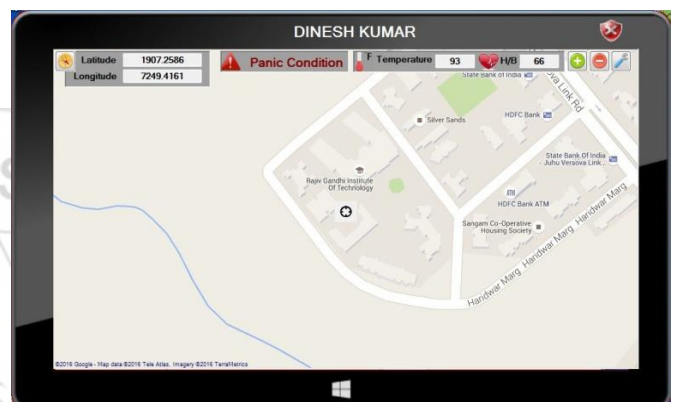 DINESH KUMAR
Latitude 1907.2586
Longitude 7249.4161
Panic Condition
F Temperature 93
H/B 66
State Bank of India
Link Rd
HDFC Bank
Silver Sands
State Bank Of India
- Juhu Versova Link...
Rajiv Gandhi Institute
Of Technology
ATM
HDFC Bank ATM
Sangam Co-Operative
Housing Society
Handwar Marg
Handwar Marg
Handwar Marg
©2016 Google - Map data ©2016 Tele Atlas, Imagery ©2016 TerraMetrics